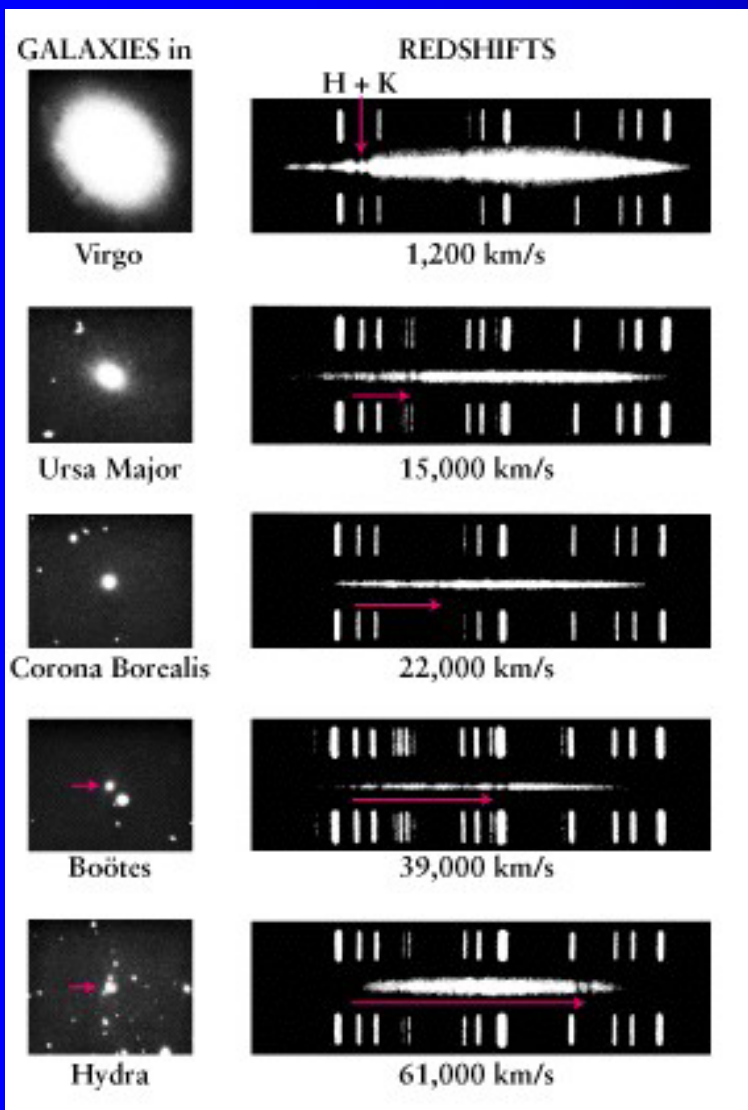 GALAXIES in REDSHIFTS
H + K
Virgo 1,200 km/s
Ursa Major 15,000 km/s
Corona Borealis 22,000 km/s
Boötes 39,000 km/s
Hydra 61,000 km/s